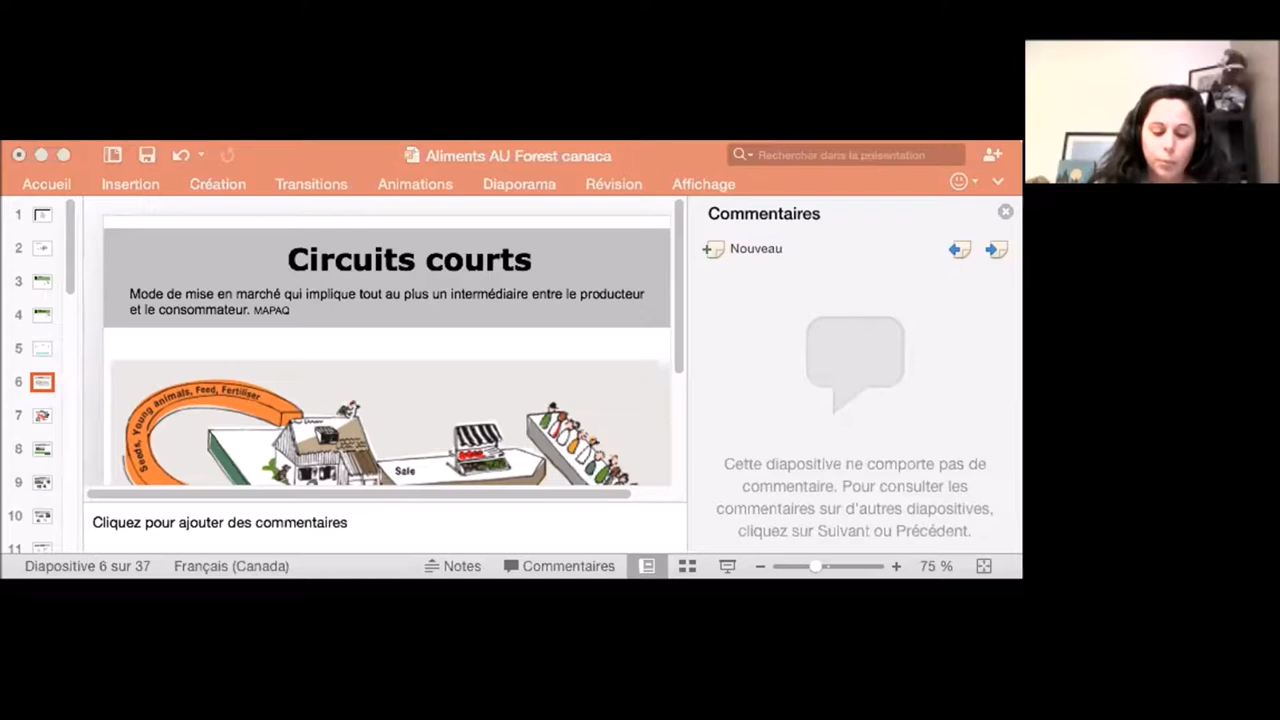 Aliments AU Forest canaca
Rechercher dans la présentation
Accueil Insertion Création Transitions Animations Diaporama Révision Affichage
1
2
3
4
5
6
7
8
9
10
11
Circuits courts
Mode de mise en marché qui implique tout au plus un intermédiaire entre le producteur
et le consommateur. MAPAQ
Seeds, Young animals, Feed, Fertiliser
Sale
Cliquez pour ajouter des commentaires
Commentaires
Nouveau
Cette diapositive ne comporte pas de
commentaire. Pour consulter les
commentaires sur d'autres diapositives,
cliquez sur Suivant ou Précédent.
Diapositive 6 sur 37 Français (Canada) Notes Commentaires 75 %